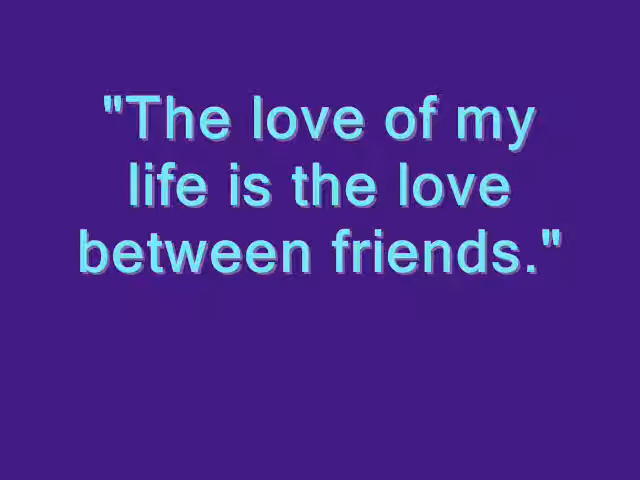 "The love of my
life is the love
between friends."